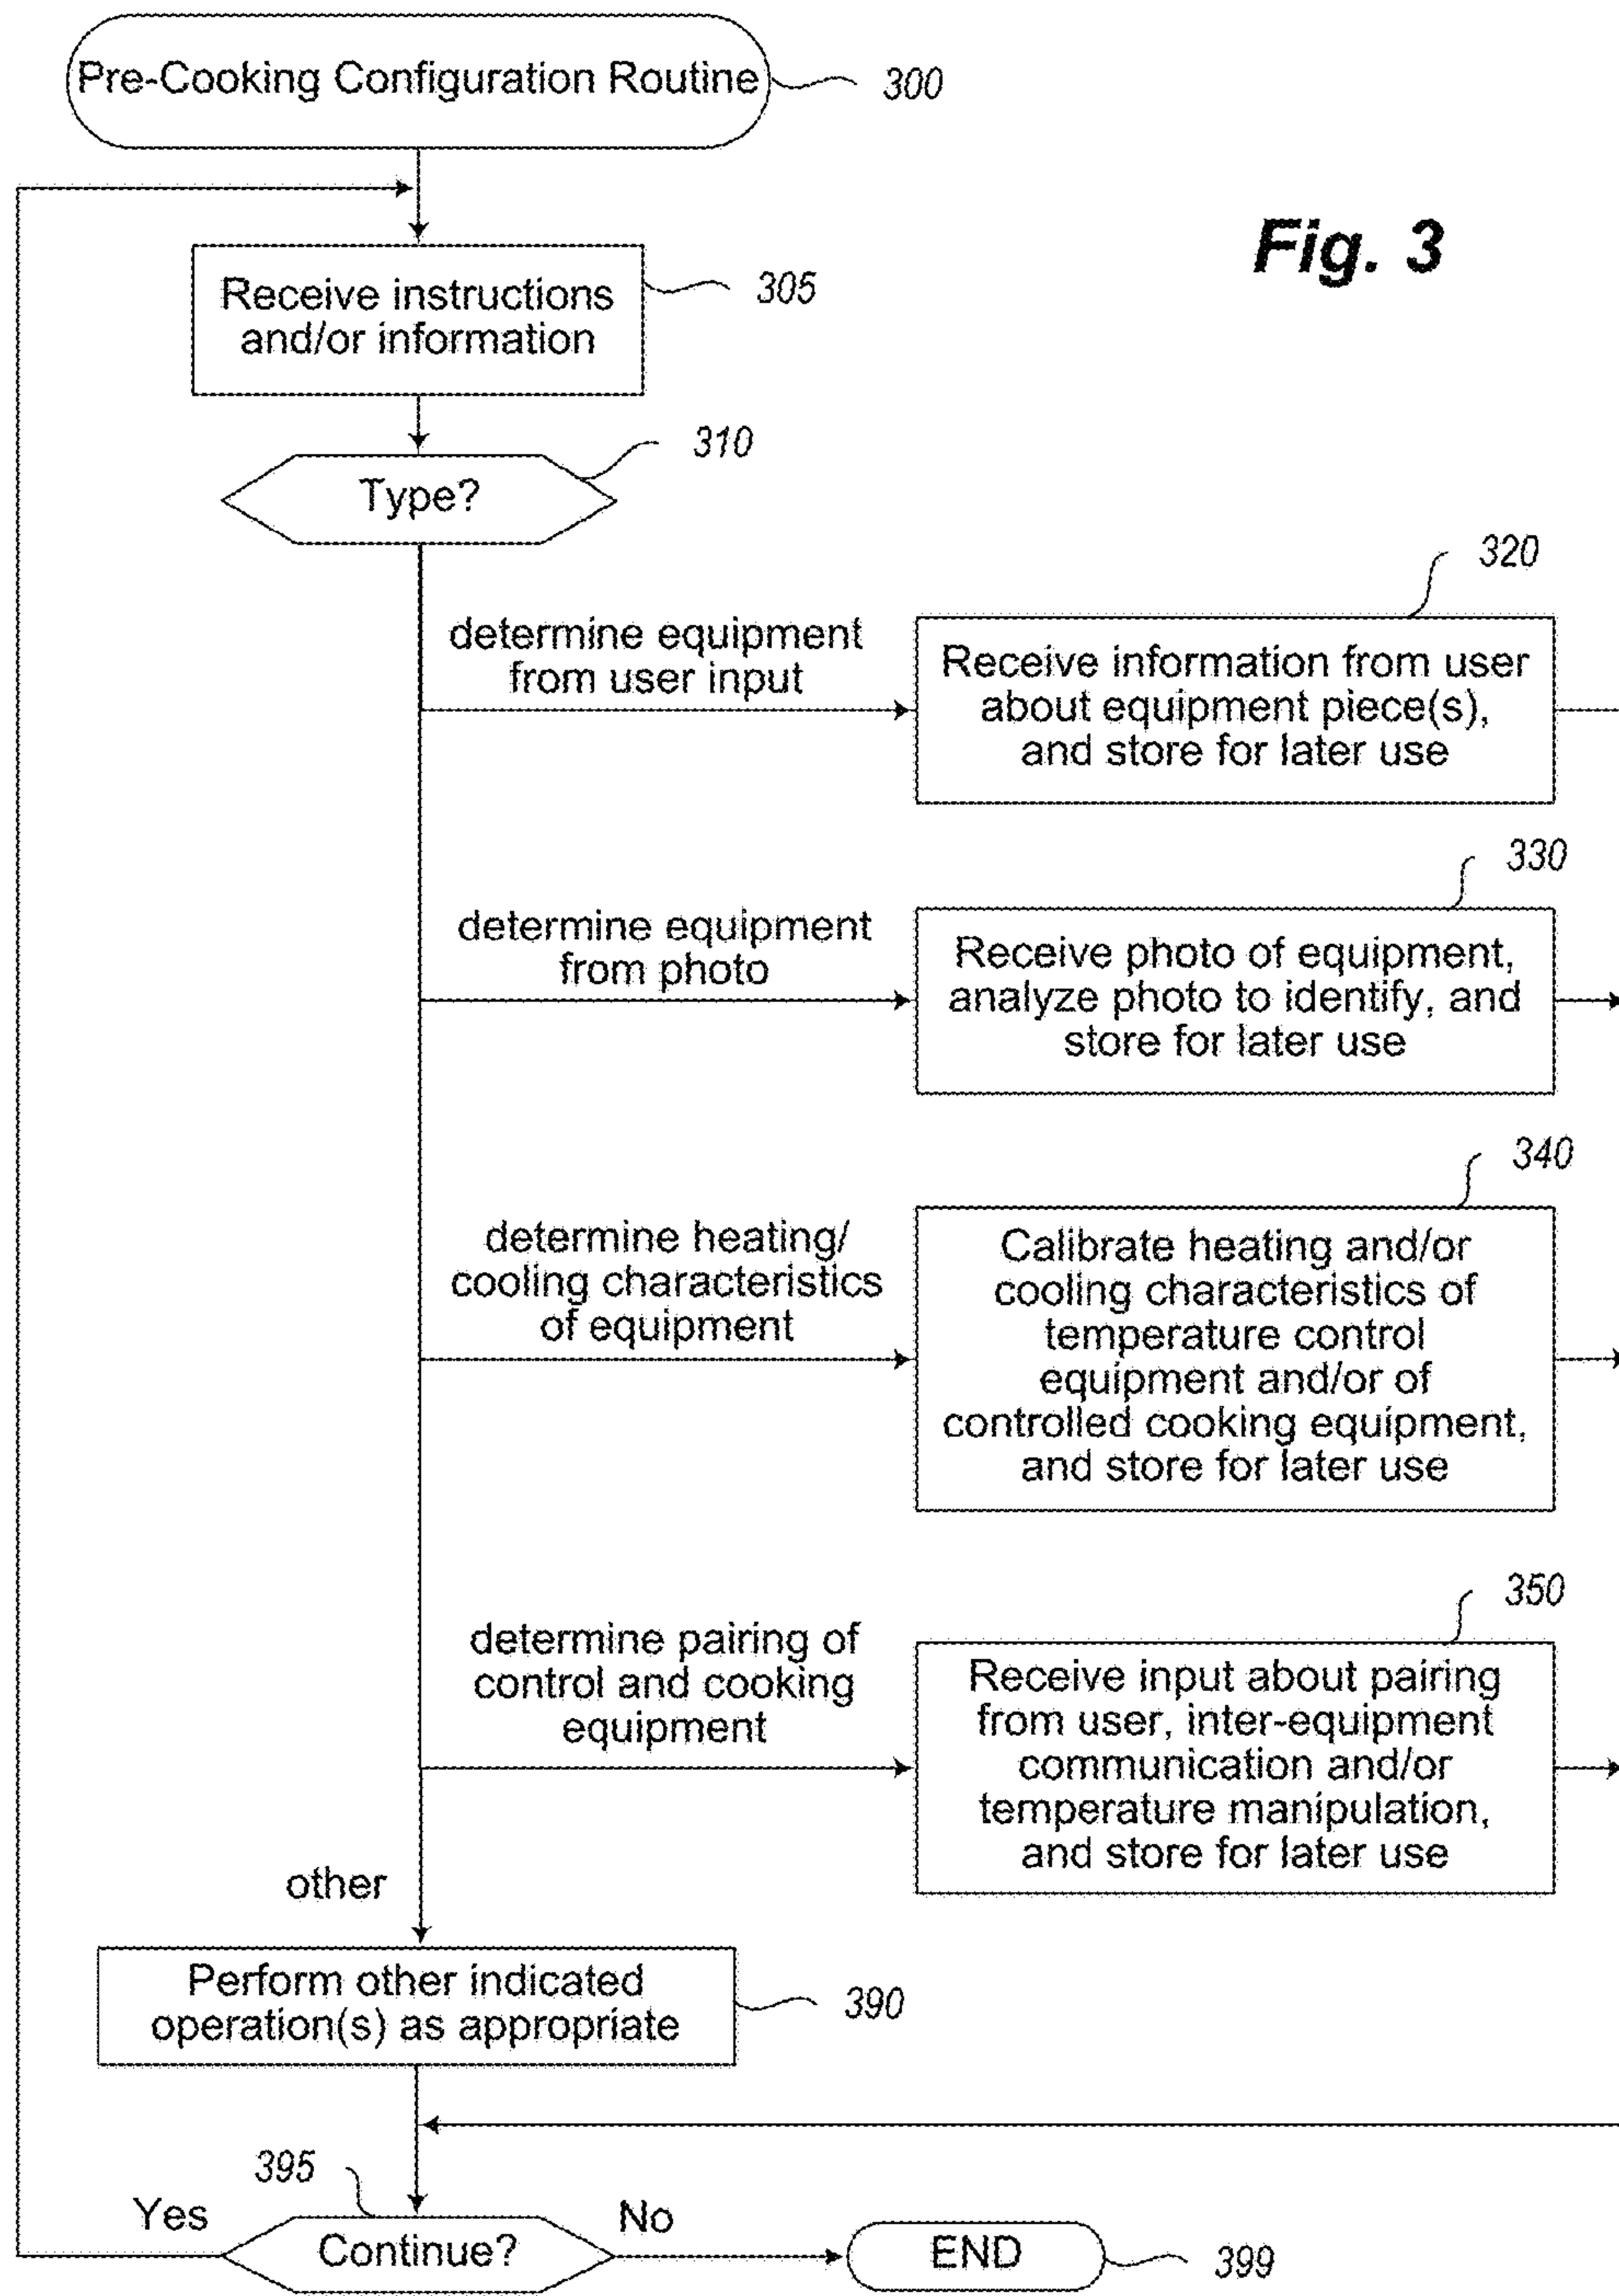 Pre-Cooking Configuration Routine
300
Fig. 3
Receive instructions
and/or information
305
310
Type?
320
determine equipment
from user input
Receive information from user
about equipment piece(s),
and store for later use
330
determine equipment
from photo
Receive photo of equipment,
analyze photo to identify, and
store for later use
340
determine heating/
cooling characteristics
of equipment
Calibrate heating and/or
cooling characteristics of
temperature control
equipment and/or of
controlled cooking equipment,
and store for later use
350
determine pairing of
control and cooking
equipment
Receive input about pairing
from user, inter-equipment
communication and/or
temperature manipulation,
and store for later use
other
Perform other indicated
operation(s) as appropriate
390
395
Yes
Continue?
No
END
399